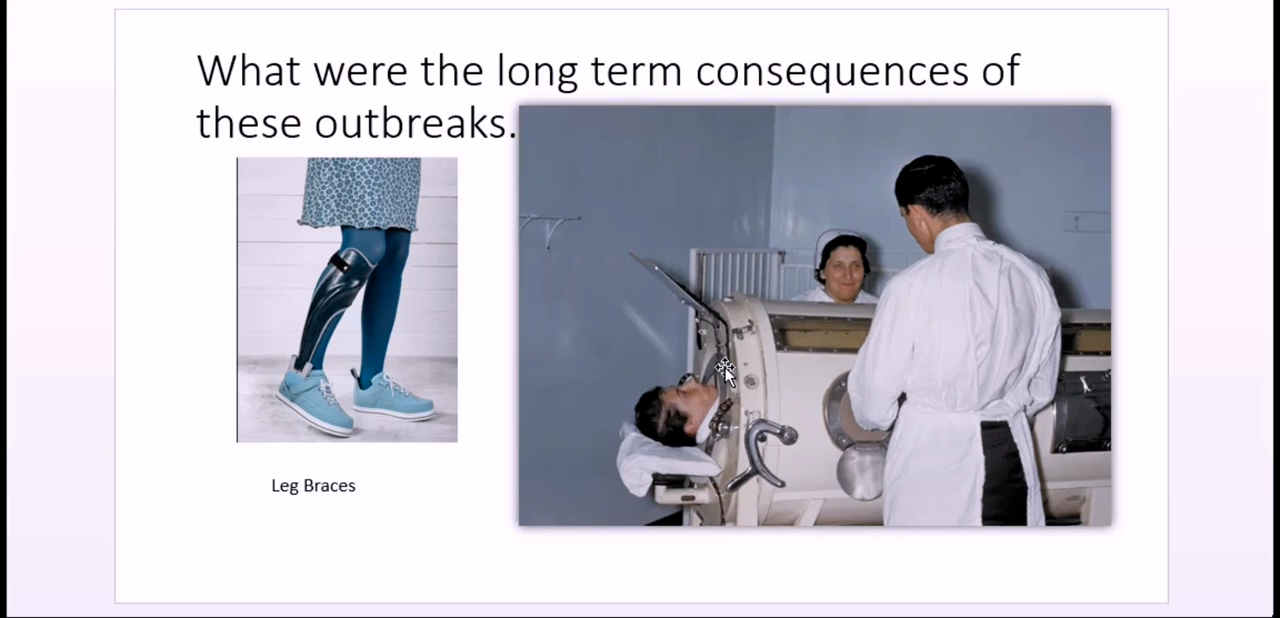 What were the long term consequences of
these outbreaks.
Leg Braces